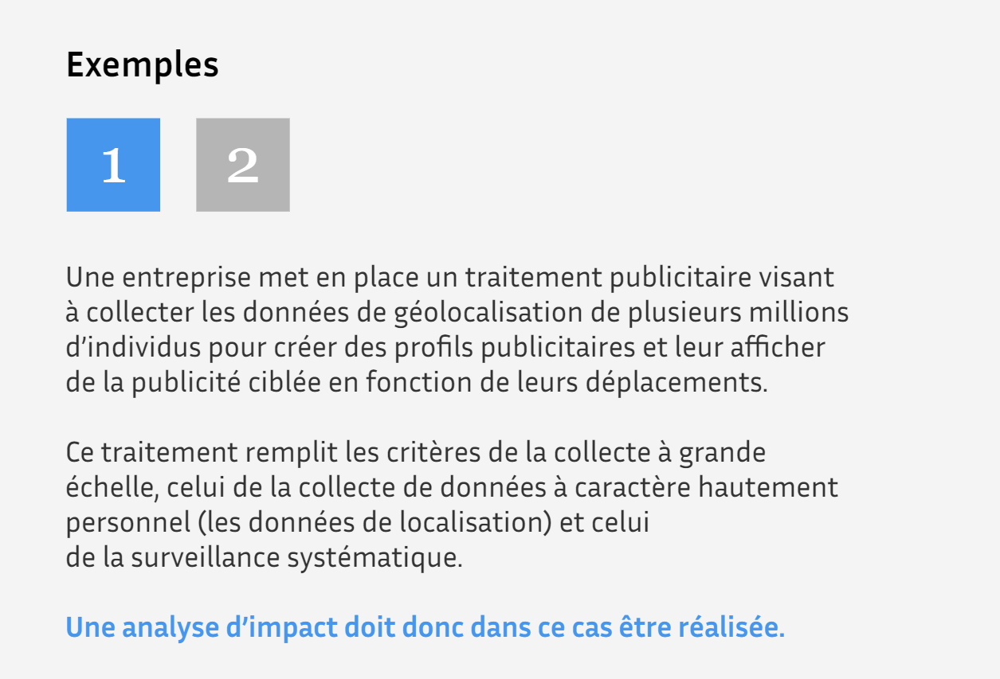 Exemples
1 2
Une entreprise met en place un traitement publicitaire visant
à collecter les données de géolocalisation de plusieurs millions
d’individus pour créer des profils publicitaires et leur afficher
de la publicité ciblée en fonction de leurs déplacements.
Ce traitement remplit les critères de la collecte à grande
échelle, celui de la collecte de données à caractère hautement
personnel (les données de localisation) et celui
de la surveillance systématique.
Une analyse d’impact doit donc dans ce cas être réalisée.